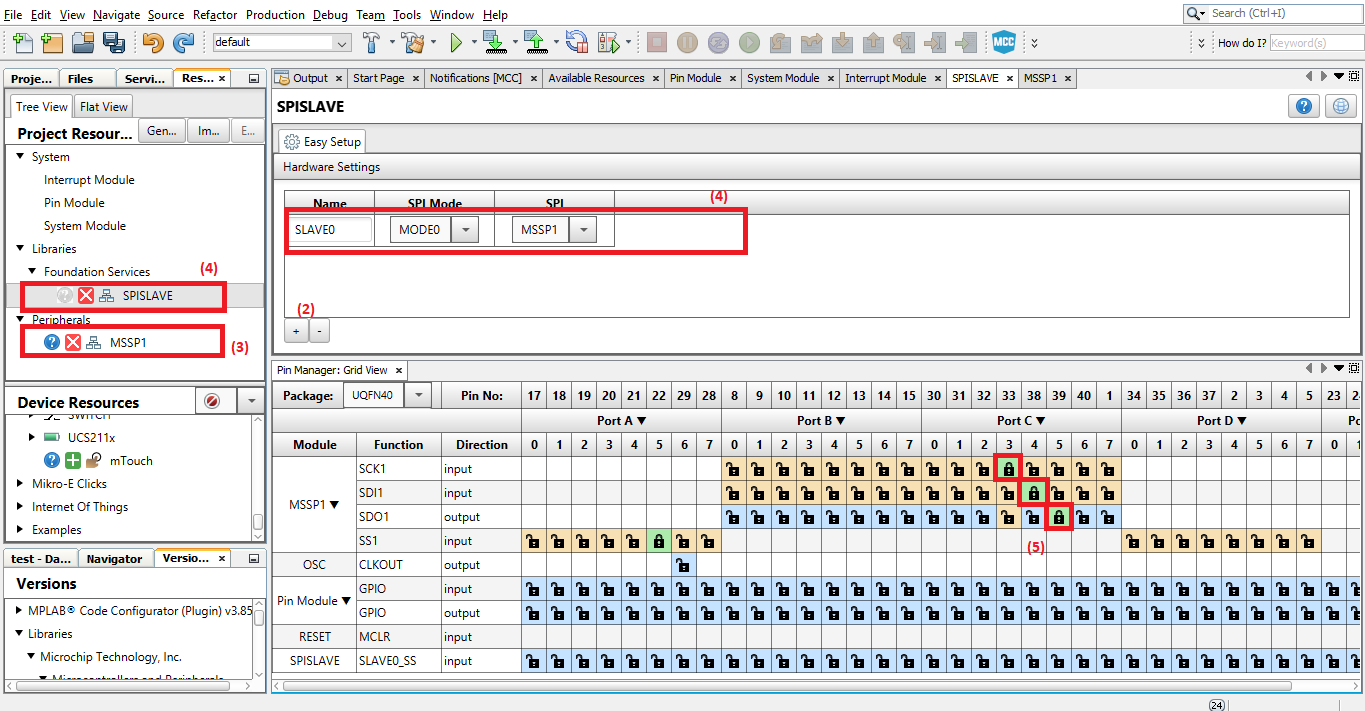 File Edit View Navigate Source Refactor Production Debug Team Tools Window Help
Search (Ctrl+I)
default
MCC
How do I?
Keyword(s)
Proje...
Files
Servi...
Res...
Output
Start Page
Notifications [MCC]
Available Resources
Pin Module
System Module
Interrupt Module
SPISLAVE
MSSP1
Tree View
Flat View
Project Resour...
Gen...
Im...
E...
System
Interrupt Module
Pin Module
System Module
Libraries
Foundation Services
(4)
SPISLAVE
Peripherals
MSSP1
(3)
SPISLAVE
Easy Setup
Hardware Settings
Name SPI Mode SPI
(4)
SLAVE0 MODE0 MSSP1
(2)
+ -
Device Resources
SWITCH
UCS211x
mTouch
Mikro-E Clicks
Internet Of Things
Examples
test - Da...
Navigator
Versio...
Versions
MPLAB® Code Configurator (Plugin) v3.85
Libraries
Microchip Technology, Inc.
Microcontrollers and Peripherals
Pin Manager: Grid View
Package: UQFN40 Pin No: 17 18 19 20 21 22 29 28 8 9 10 11 12 13 14 15 30 31 32 33 38 39 40 1 34 35 36 37 2 3 4 5 23
Port A ▼ Port B ▼ Port C ▼ Port D ▼
Module Function Direction 0 1 2 3 4 5 6 7 0 1 2 3 4 5 6 7 0 1 2 3 4 5 6 7 0 1 2 3 4 5 6 7 0 1
MSSP1 ▼
SCK1 input
SDI1 input
SDO1 output
SS1 input
(5)
OSC CLKOUT output
Pin Module ▼
GPIO input
GPIO output
RESET MCLR input
SPISLAVE SLAVE0_SS input
24